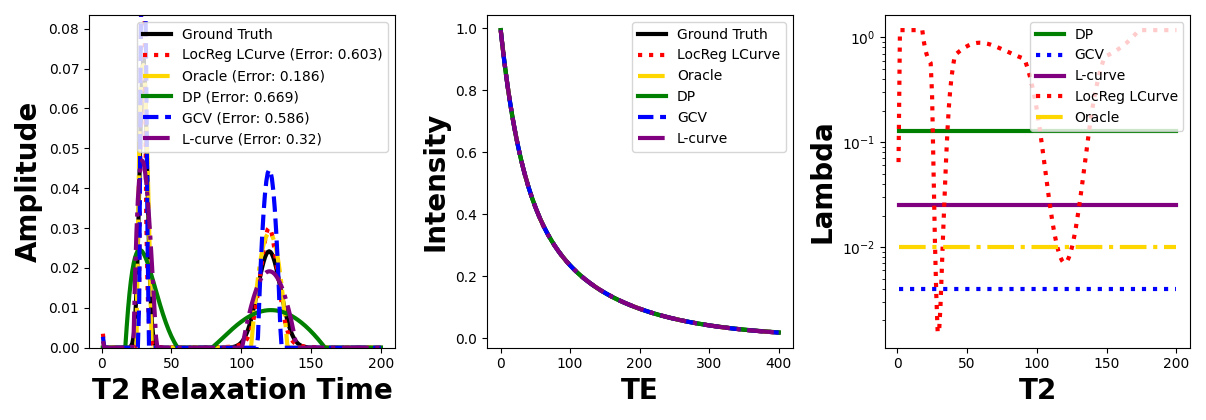 Amplitude
0.08
0.07
0.06
0.05
0.04
0.03
0.02
0.01
0.00
Ground Truth
LocReg LCurve (Error: 0.603)
Oracle (Error: 0.186)
DP (Error: 0.669)
GCV (Error: 0.586)
L-curve (Error: 0.32)
0 50 100 150 200
T2 Relaxation Time
Intensity
1.0
0.8
0.6
0.4
0.2
0.0
Ground Truth
LocReg LCurve
Oracle
DP
GCV
L-curve
0 100 200 300 400
TE
Lambda
10⁰
10⁻¹
10⁻²
DP
GCV
L-curve
LocReg LCurve
Oracle
0 50 100 150 200
T2